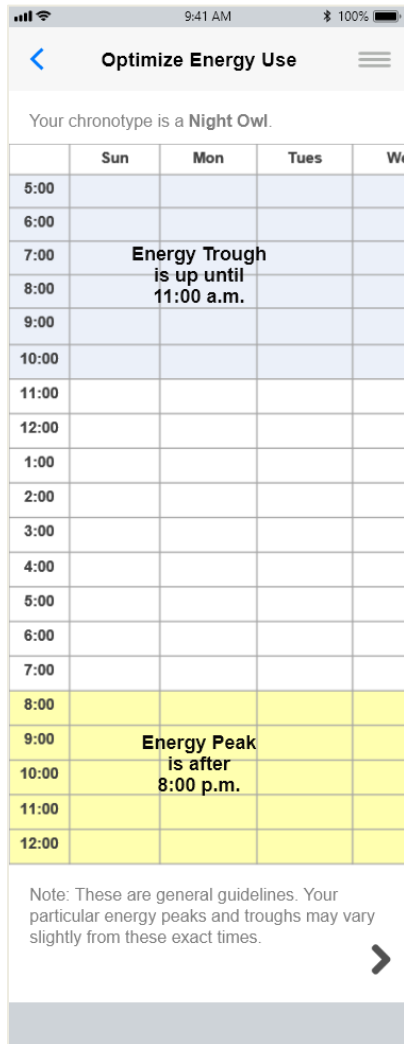 9:41 AM 100%
Optimize Energy Use
Your chronotype is a Night Owl.
Sun Mon Tues We
5:00
6:00
7:00
Energy Trough
is up until
8:00
11:00 a.m.
9:00
10:00
11:00
12:00
1:00
2:00
3:00
4:00
5:00
6:00
7:00
8:00
9:00
Energy Peak
is after
10:00
8:00 p.m.
11:00
12:00
Note: These are general guidelines. Your
particular energy peaks and troughs may vary
slightly from these exact times.